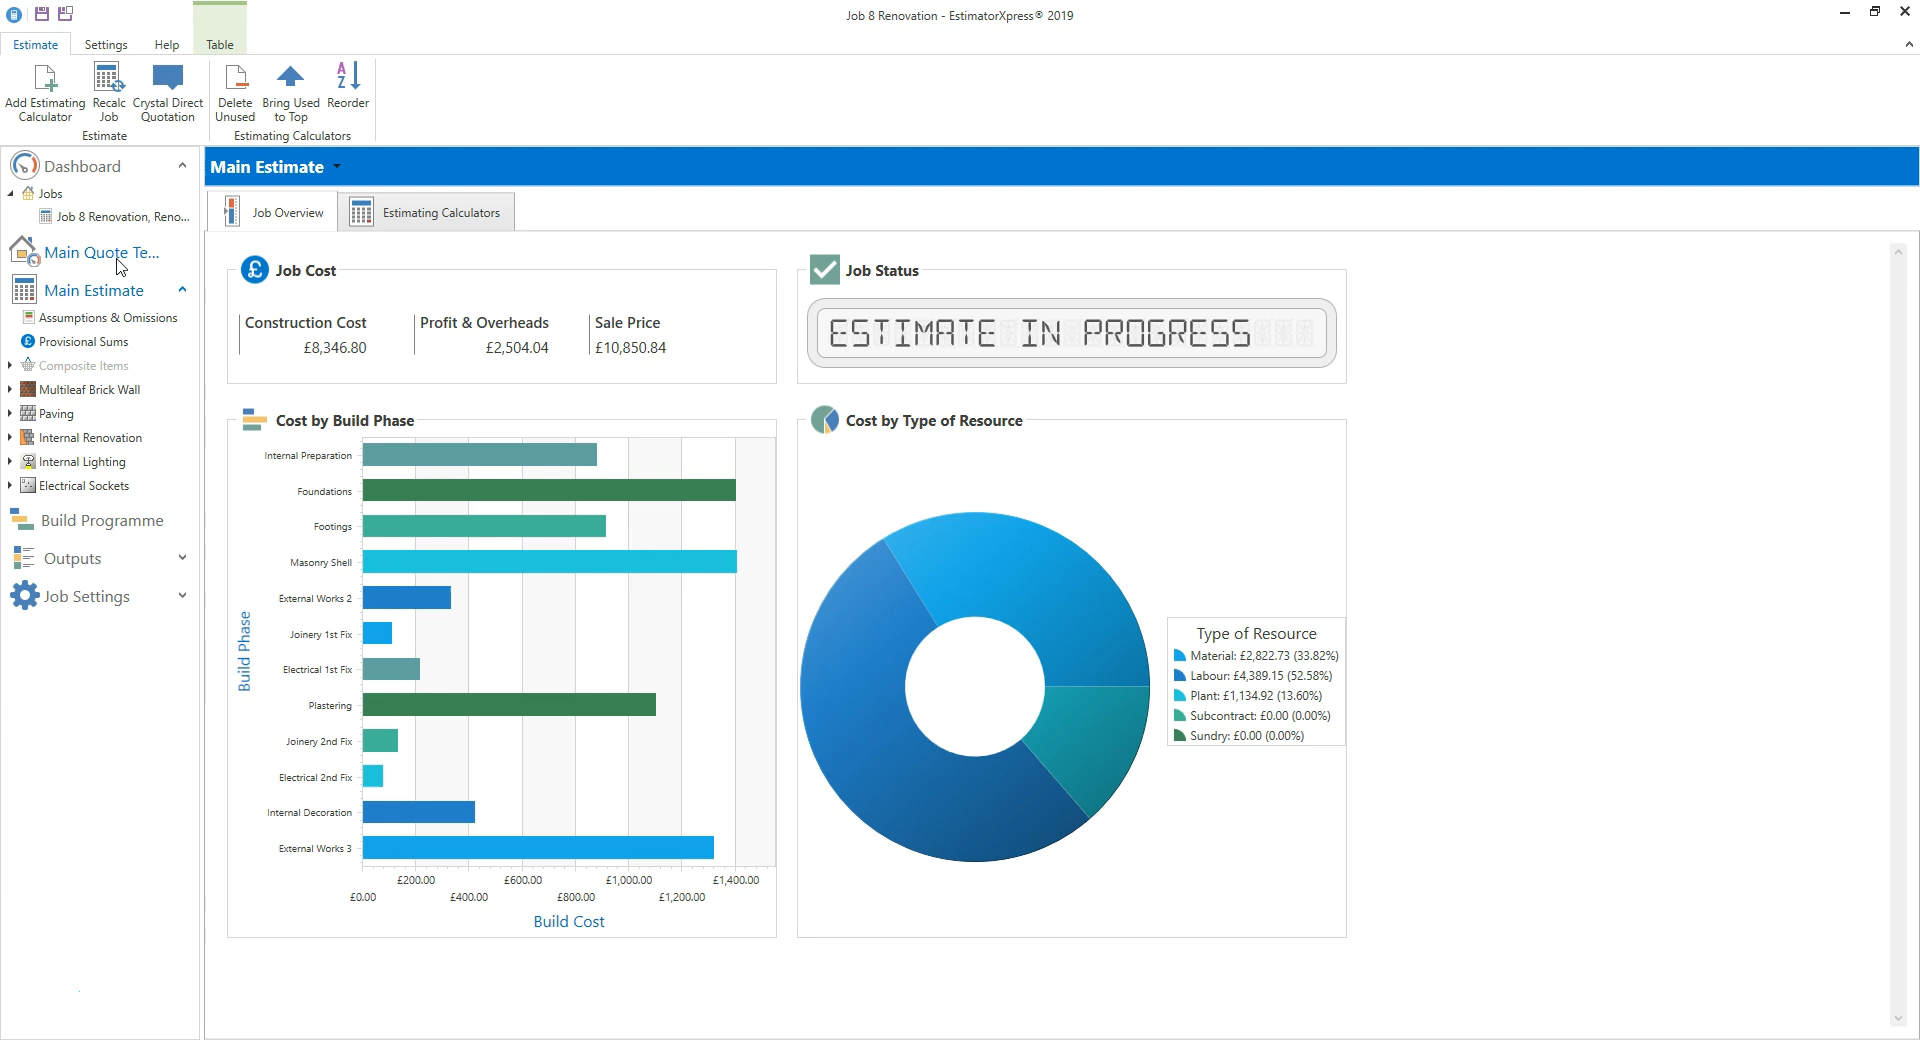 Job 8 Renovation - EstimatorXpress® 2019
Estimate
Settings
Help
Table
Add Estimating
Calculator
Recalc
Job
Crystal Direct
Quotation
Delete
Unused
Bring Used
to Top
A
Z
Reorder
Estimate
Estimating Calculators
Dashboard
Jobs
Job 8 Renovation, Reno...
Main Quote Te...
Main Estimate
Assumptions & Omissions
Provisional Sums
Composite Items
Multileaf Brick Wall
Paving
Internal Renovation
Internal Lighting
Electrical Sockets
Build Programme
Outputs
Job Settings
Main Estimate
Job Overview
Estimating Calculators
£
Job Cost
Construction Cost
£8,346.80
Profit & Overheads
£2,504.04
Sale Price
£10,850.84
Job Status
ESTIMATE IN PROGRESS
Cost by Build Phase
Internal Preparation
Foundations
Footings
Masonry Shell
External Works 2
Joinery 1st Fix
Electrical 1st Fix
Plastering
Joinery 2nd Fix
Electrical 2nd Fix
Internal Decoration
External Works 3
Build Phase
£200.00 £600.00 £1,000.00 £1,400.00
£0.00 £400.00 £800.00 £1,200.00
Build Cost
Cost by Type of Resource
Type of Resource
Material: £2,822.73 (33.82%)
Labour: £4,389.15 (52.58%)
Plant: £1,134.92 (13.60%)
Subcontract: £0.00 (0.00%)
Sundry: £0.00 (0.00%)